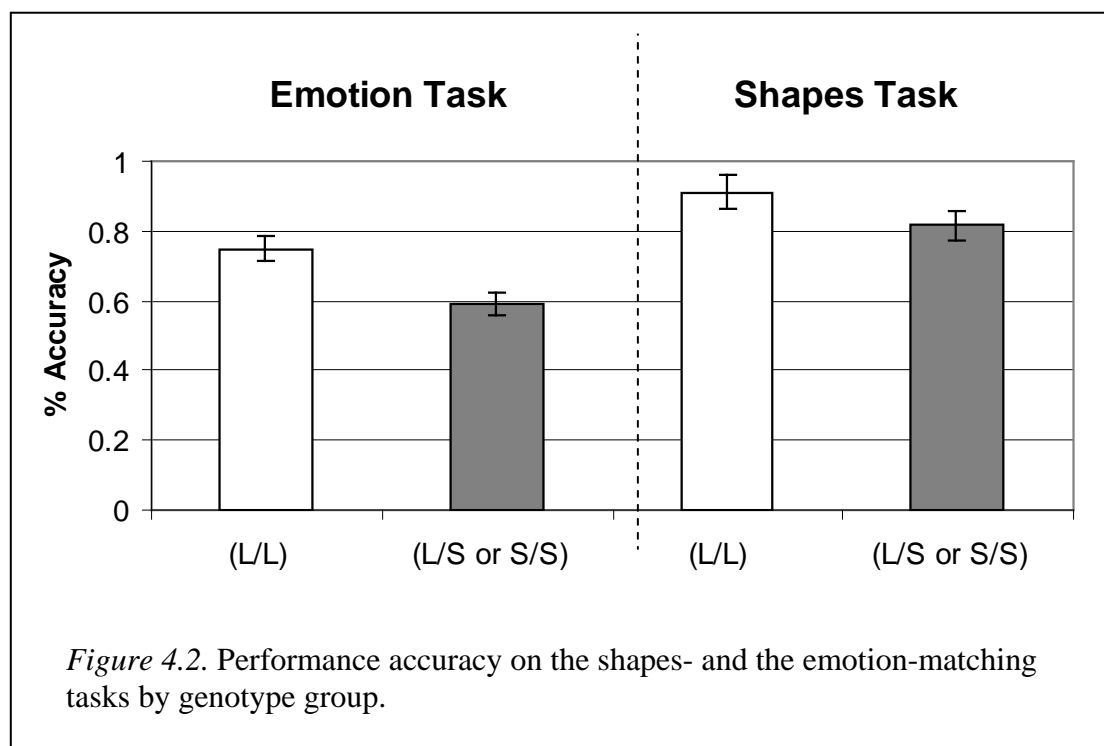 Emotion Task
Shapes Task
% Accuracy
1
0.8
0.6
0.4
0.2
0
(L/L)
(L/S or S/S)
(L/L)
(L/S or S/S)
Figure 4.2. Performance accuracy on the shapes- and the emotion-matching
tasks by genotype group.